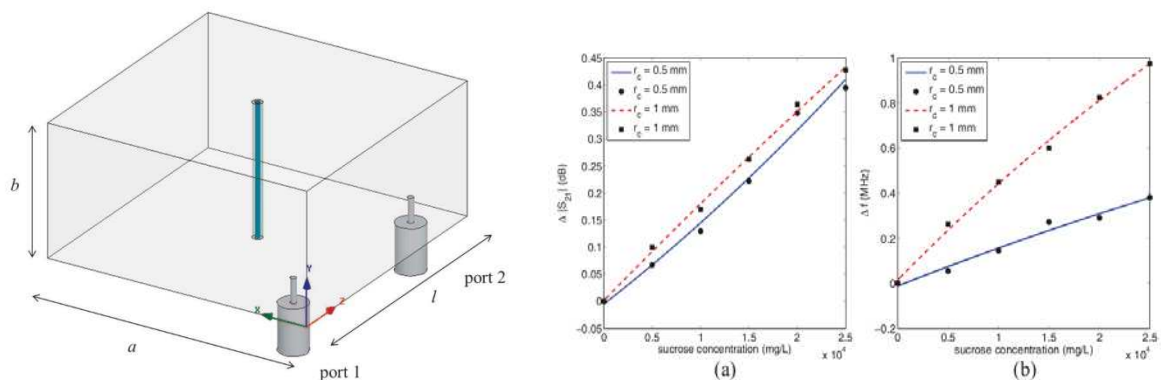 b
a
l
X
Y
Z
port 1
port 2
Δ |S21| (dB)
0.45
0.4
0.35
0.3
0.25
0.2
0.15
0.1
0.05
0
−0.05
r_c = 0.5 mm
r_c = 0.5 mm
r_c = 1 mm
r_c = 1 mm
0 0.5 1 1.5 2 2.5
sucrose concentration (mg/L)
x 10^4
(a)
Δ f (MHz)
1
0.8
0.6
0.4
0.2
0
−0.2
r_c = 0.5 mm
r_c = 0.5 mm
r_c = 1 mm
r_c = 1 mm
0 0.5 1 1.5 2 2.5
sucrose concentration (mg/L)
x 10^4
(b)